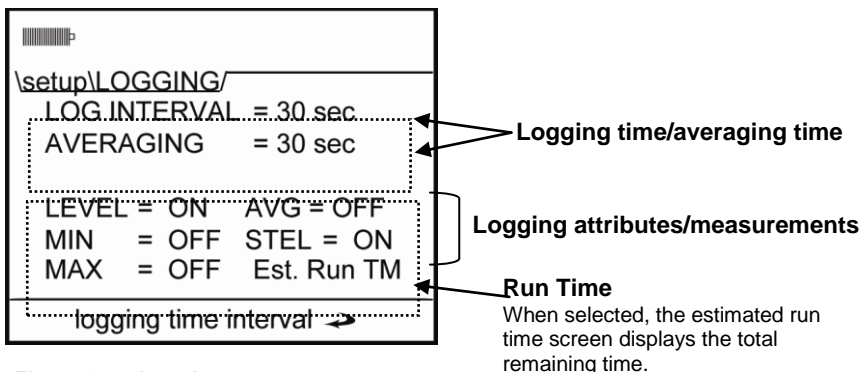 \setup\LOGGING/
LOG INTERVAL = 30 sec
AVERAGING = 30 sec
LEVEL = ON AVG = OFF
MIN = OFF STEL = ON
MAX = OFF Est. Run TM
logging time interval
Logging time/averaging time
Logging attributes/measurements
Run Time
When selected, the estimated run
time screen displays the total
remaining time.